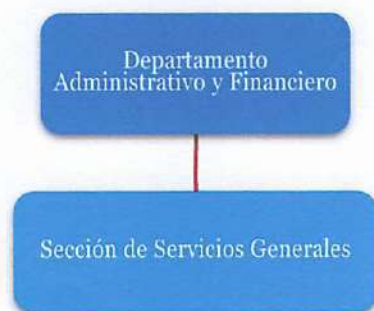 Departamento
Administrativo y Financiero
Sección de Servicios Generales